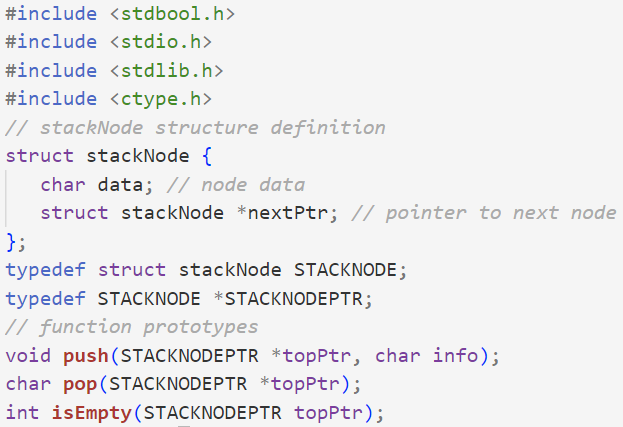 #include <stdbool.h>
#include <stdio.h>
#include <stdlib.h>
#include <ctype.h>
// stackNode structure definition
struct stackNode {
   char data; // node data
   struct stackNode *nextPtr; // pointer to next node
};
typedef struct stackNode STACKNODE;
typedef STACKNODE *STACKNODEPTR;
// function prototypes
void push(STACKNODEPTR *topPtr, char info);
char pop(STACKNODEPTR *topPtr);
int isEmpty(STACKNODEPTR topPtr);